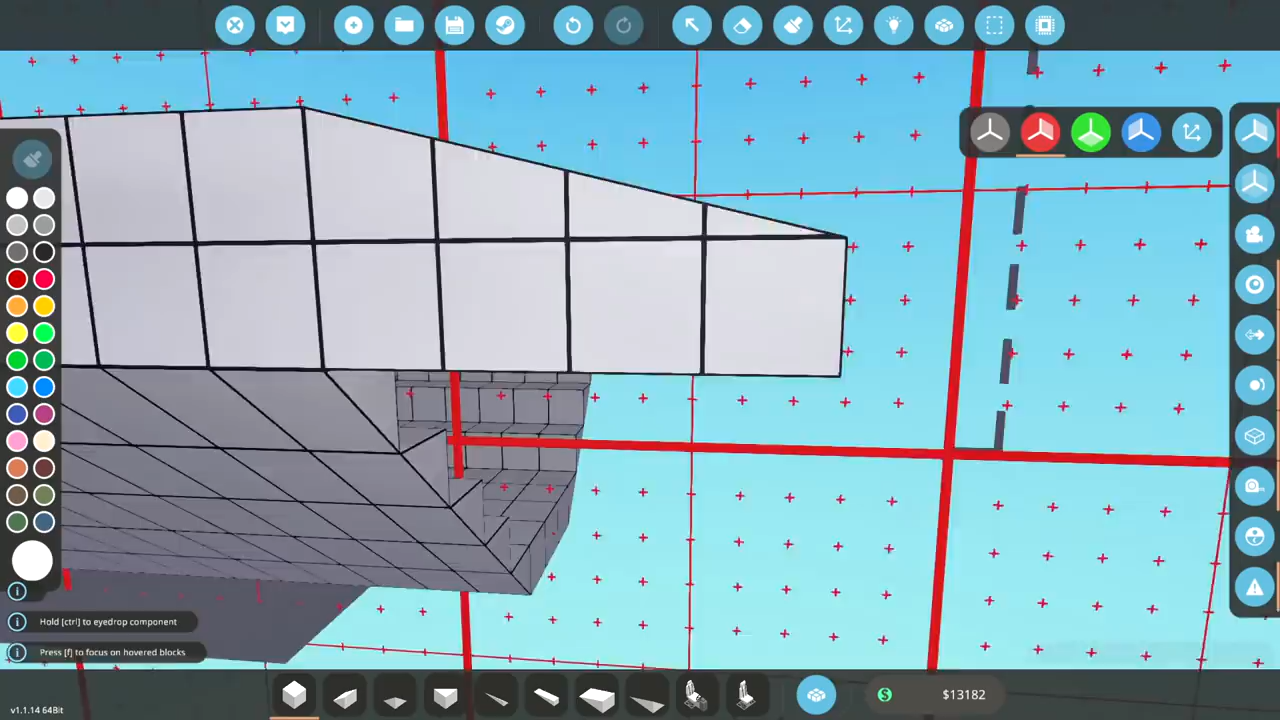 Hold [ctrl] to eyedrop component
Press [f] to focus on hovered blocks
$13182
v1.1.14 64Bit